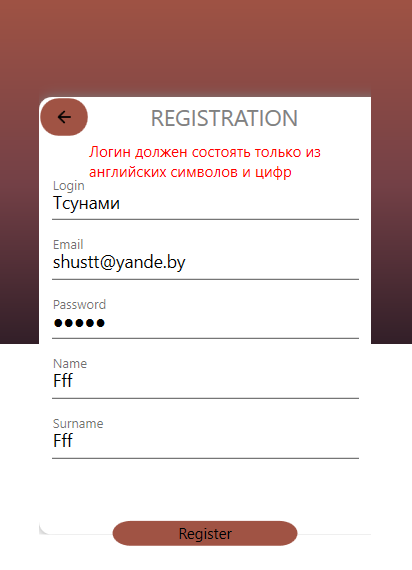 REGISTRATION
Логин должен состоять только из
английских символов и цифр
Login
Тсунами
Email
shustt@yande.by
Password
●●●●●
Name
Fff
Surname
Fff
Register